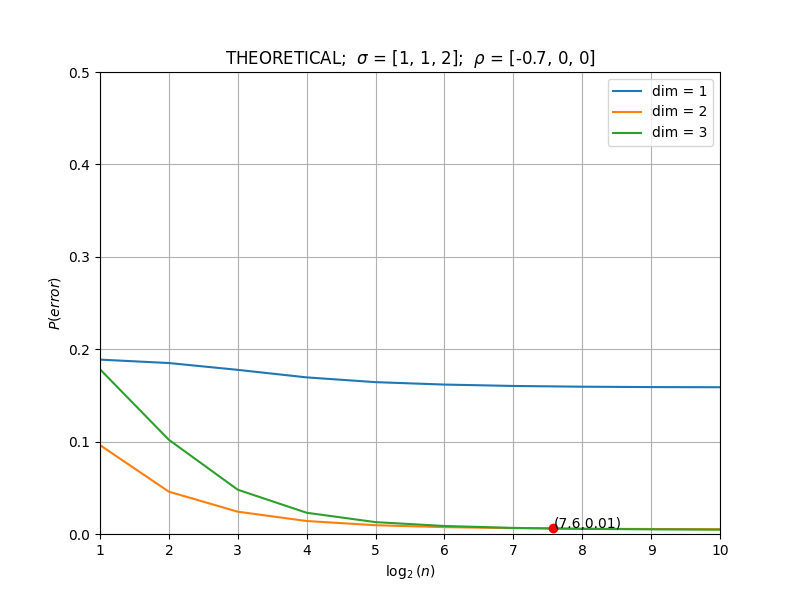 THEORETICAL;  σ = [1, 1, 2];  ρ = [-0.7, 0, 0]
0.5
0.4
0.3
0.2
0.1
0.0
P(error)
dim = 1
dim = 2
dim = 3
(7.6,0.01)
1 2 3 4 5 6 7 8 9 10
log₂(n)